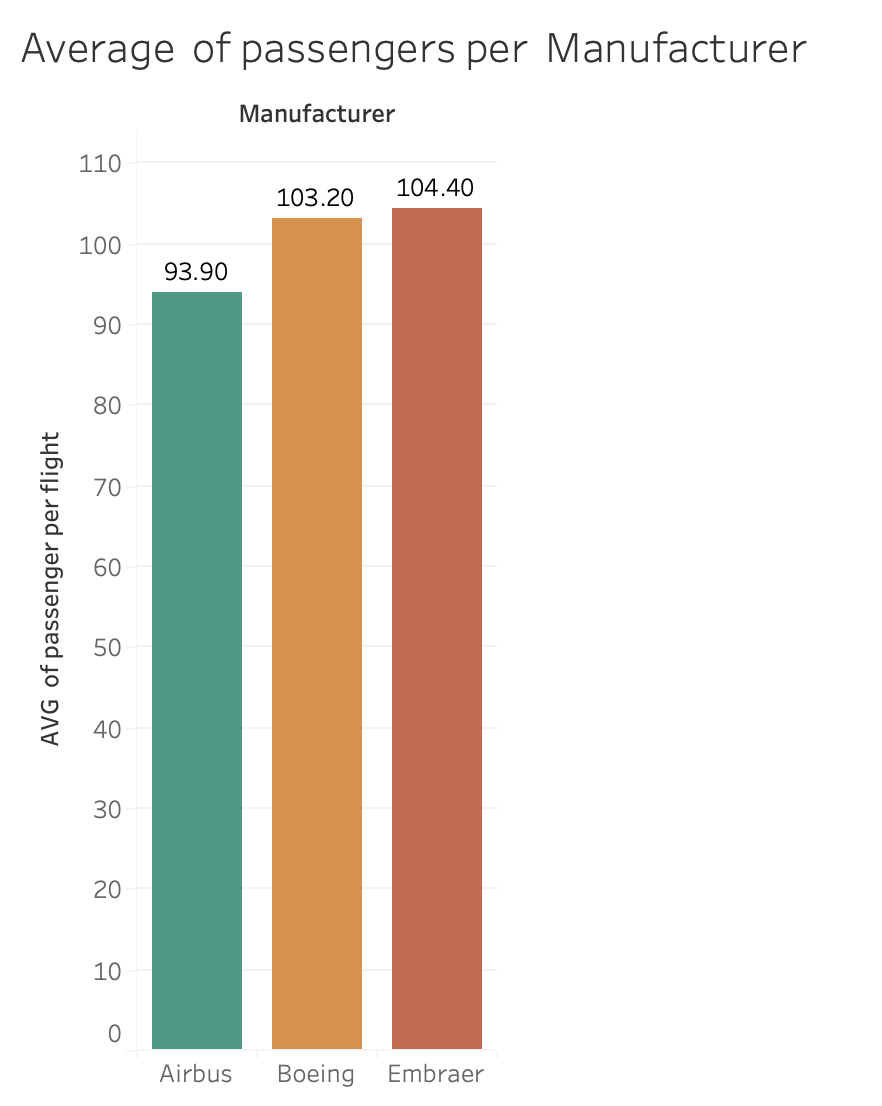 Average of passengers per Manufacturer
Manufacturer
110
100
90
80
70
60
50
40
30
20
10
0
AVG of passenger per flight
93.90
103.20
104.40
Airbus
Boeing
Embraer